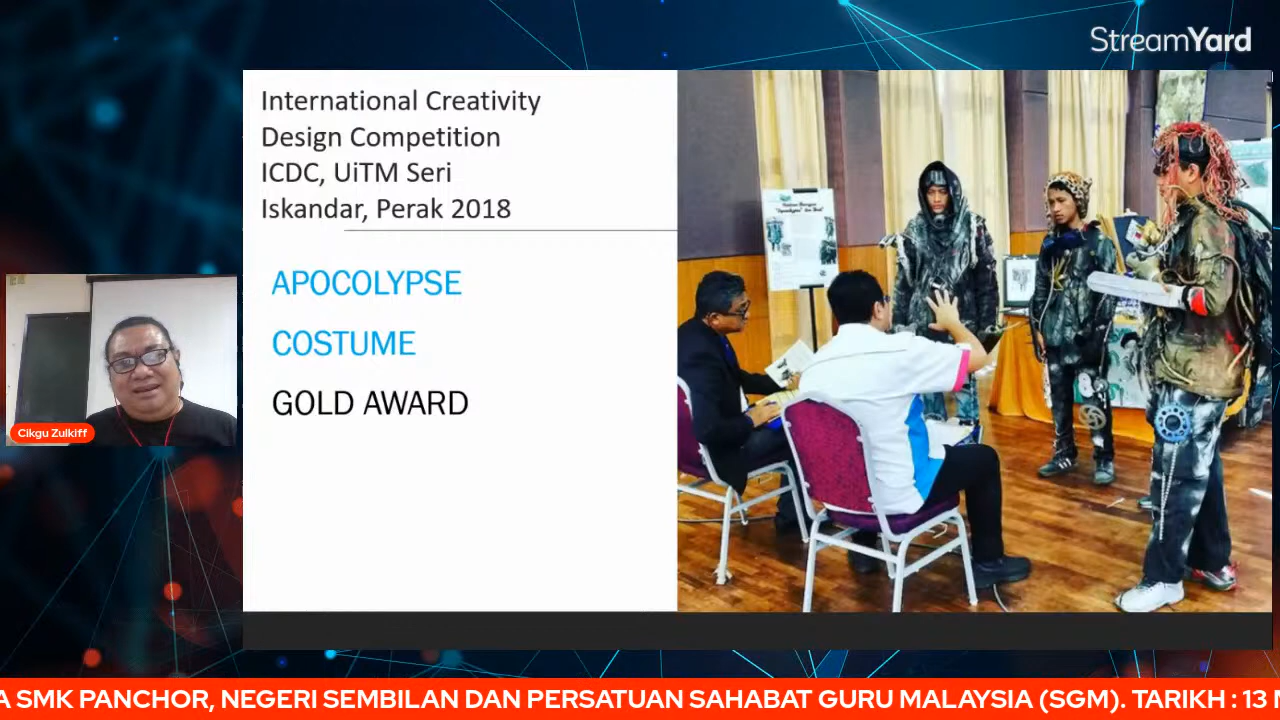 StreamYard
International Creativity
Design Competition
ICDC, UiTM Seri
Iskandar, Perak 2018
APOCOLYPSE
COSTUME
GOLD AWARD
Cikgu Zulkiff
A SMK PANCHOR, NEGERI SEMBILAN DAN PERSATUAN SAHABAT GURU MALAYSIA (SGM). TARIKH : 13